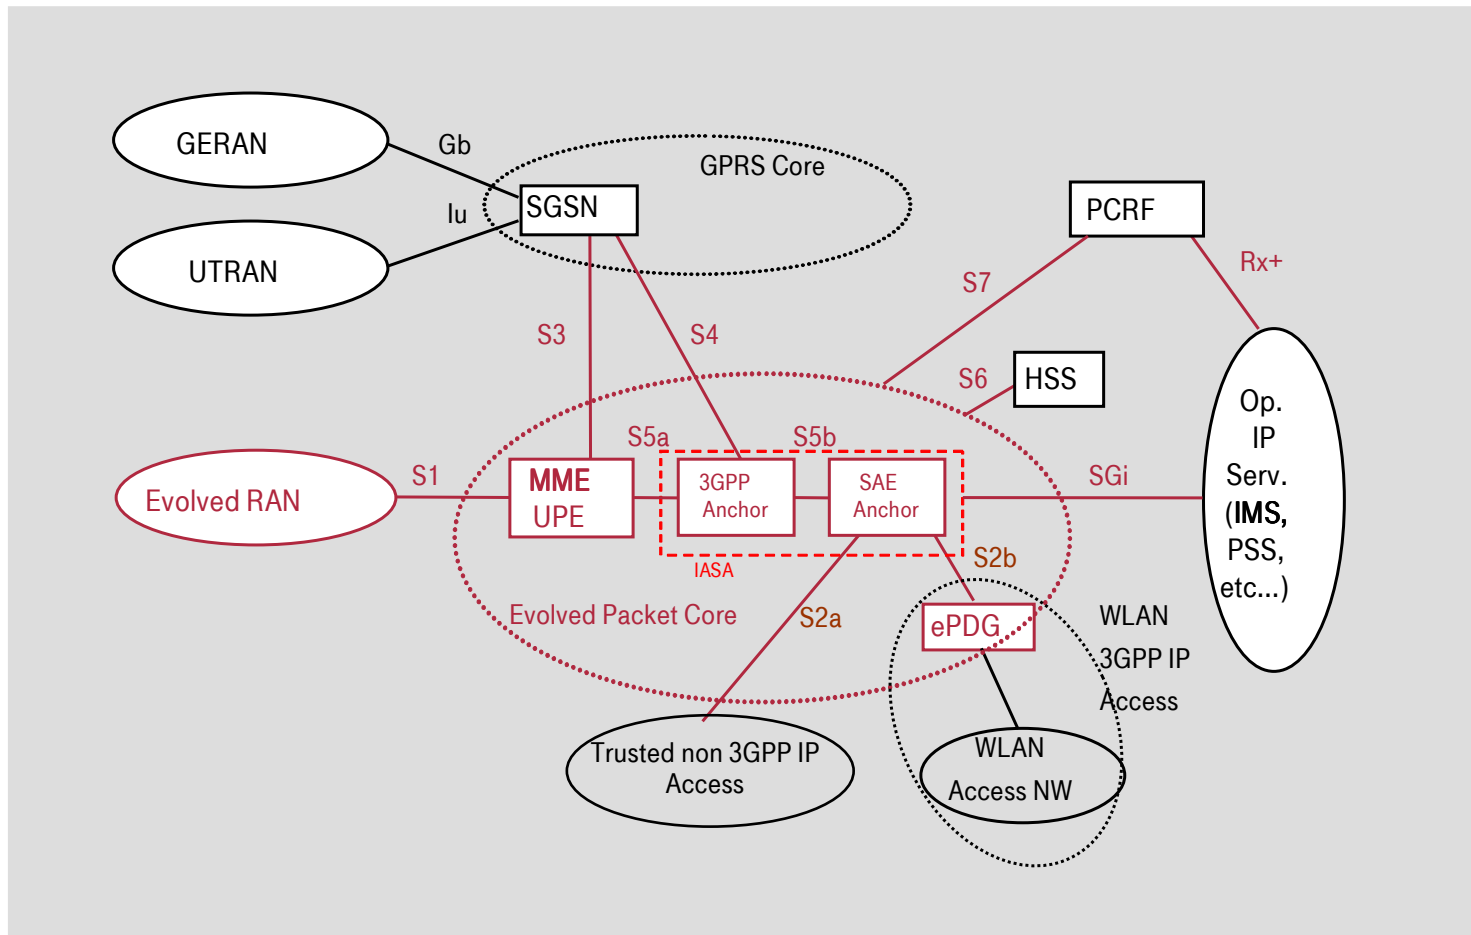 GERAN
Gb
GPRS Core
SGSN
Iu
UTRAN
PCRF
S7
Rx+
S3
S4
S6
HSS
Op.
IP
Serv.
(IMS,
PSS,
etc...)
S5a
S5b
S1
Evolved RAN
MME
UPE
3GPP
Anchor
SAE
Anchor
SGi
IASA
S2b
Evolved Packet Core
S2a
ePDG
WLAN
3GPP IP
Access
Trusted non 3GPP IP
Access
WLAN
Access NW